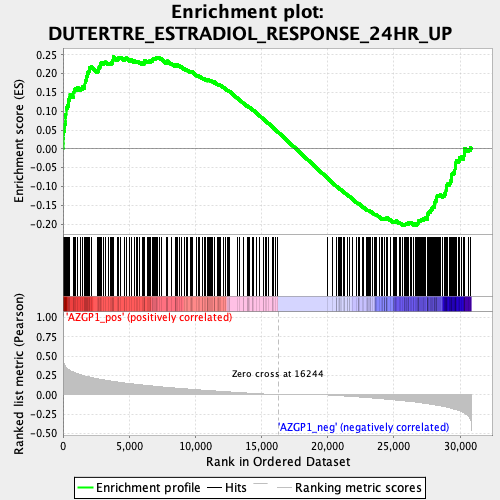 Enrichment plot:
DUTERTRE_ESTRADIOL_RESPONSE_24HR_UP
Enrichment score (ES)
0.25
0.20
0.15
0.10
0.05
0.00
-0.05
-0.10
-0.15
-0.20
'AZGP1_pos' (positively correlated)
Ranked list metric (Pearson)
1.00
0.75
0.50
0.25
0.00
-0.25
-0.50
Zero cross at 16244
'AZGP1_neg' (negatively correlated)
0
5,000
10,000
15,000
20,000
25,000
30,000
Rank in Ordered Dataset
Enrichment profile
Hits
Ranking metric scores